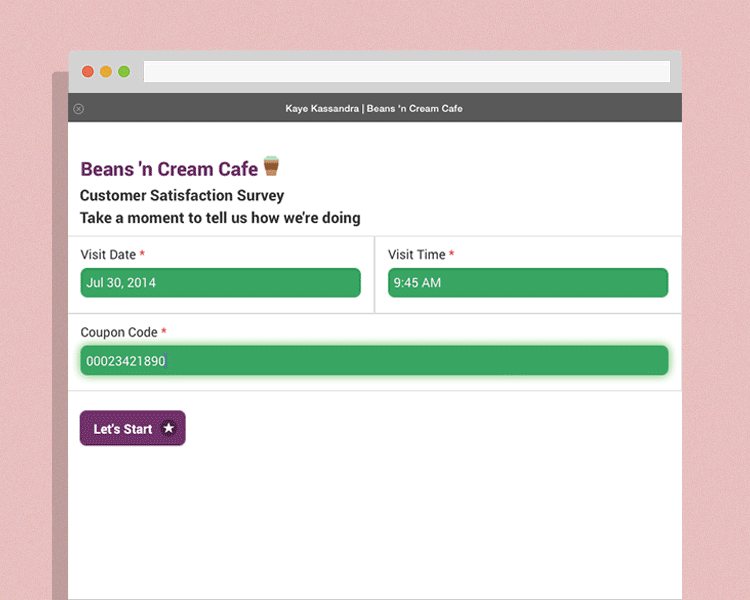 Kaye Kassandra | Beans 'n Cream Cafe
Beans 'n Cream Cafe
Customer Satisfaction Survey
Take a moment to tell us how we're doing
Visit Date *
Visit Time *
Jul 30, 2014
9:45 AM
Coupon Code *
00023421890
Let's Start